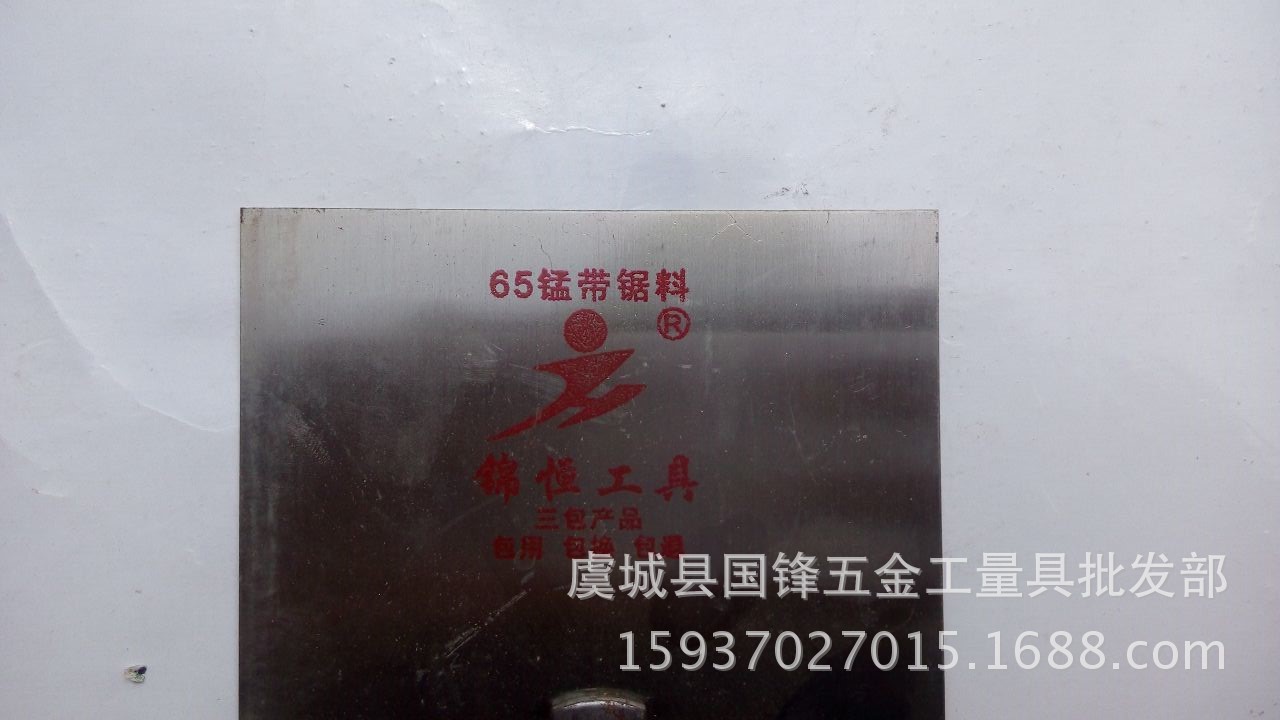 65锰带锯料
®
锦恒工具
三包产品
包用 包换 包退
虞城县国锋五金工量具批发部
15937027015.1688.com